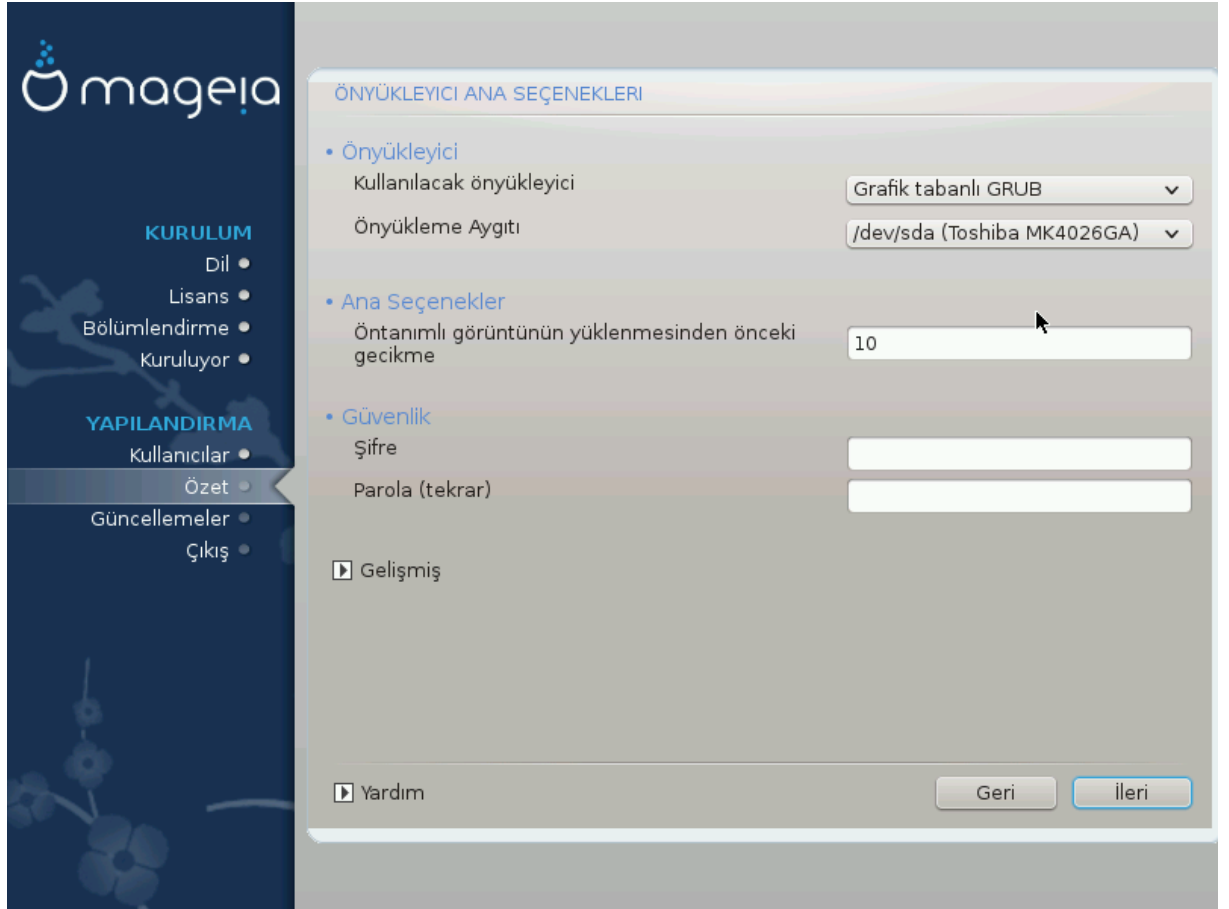 mageia
KURULUM
Dil
Lisans
Bölümlendirme
Kuruluyor
YAPILANDIRMA
Kullanıcılar
Özet
Güncellemeler
Çıkış
ÖNYÜKLEYICI ANA SEÇENEKLERI
Önyükleyici
Kullanılacak önyükleyici
Grafik tabanlı GRUB
Önyükleme Aygıtı
/dev/sda (Toshiba MK4026GA)
Ana Seçenekler
Öntanımlı görüntünün yüklenmesinden önceki
gecikme
10
Güvenlik
Şifre
Parola (tekrar)
Gelişmiş
Yardım
Geri
İleri